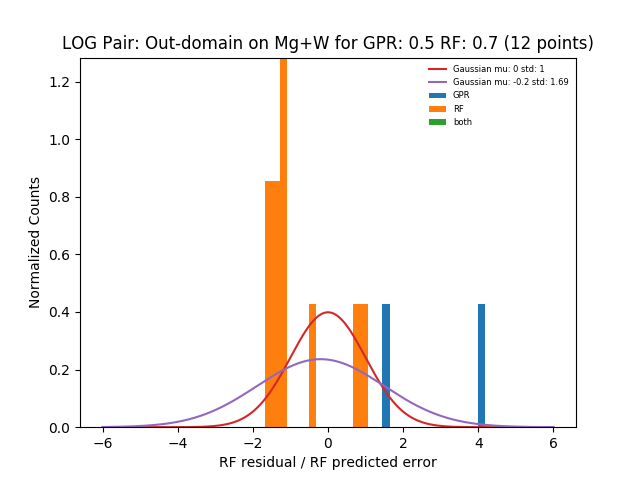 LOG Pair: Out-domain on Mg+W for GPR: 0.5 RF: 0.7 (12 points)
Gaussian mu: 0 std: 1
Gaussian mu: -0.2 std: 1.69
GPR
RF
both
Normalized Counts
1.2
1.0
0.8
0.6
0.4
0.2
0.0
−6 −4 −2 0 2 4 6
RF residual / RF predicted error